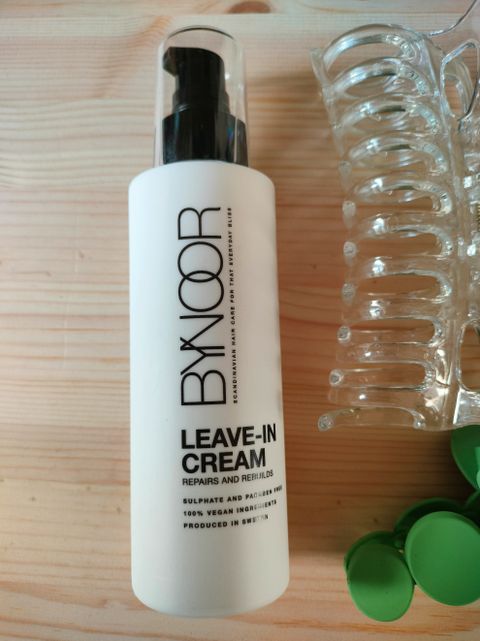 BYNOOR
SCANDINAVIAN HAIR CARE FOR THAT EVERYDAY BLISS
LEAVE-IN
CREAM
REPAIRS AND REBUILDS
SULPHATE AND PARABEN FREE
100% VEGAN INGREDIENTS
PRODUCED IN SWEDEN